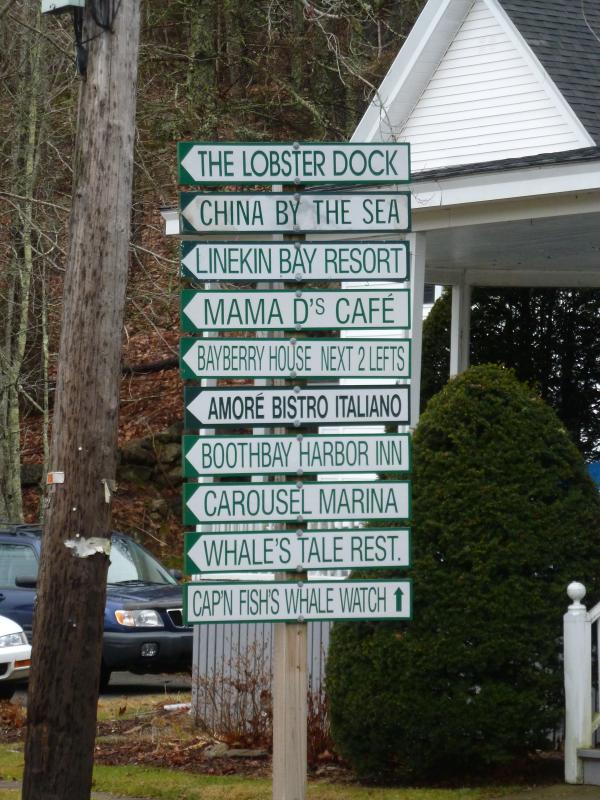 THE LOBSTER DOCK
CHINA BY THE SEA
LINEKIN BAY RESORT
MAMA D'S CAFÉ
BAYBERRY HOUSE NEXT 2 LEFTS
AMORÉ BISTRO ITALIANO
BOOTHBAY HARBOR INN
CAROUSEL MARINA
WHALE'S TALE REST.
CAP'N FISH'S WHALE WATCH ↑